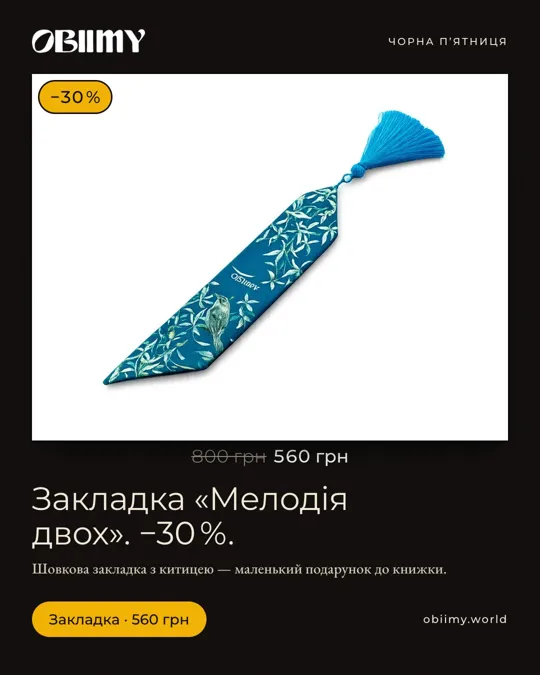 OBIIMY
ЧОРНА П'ЯТНИЦЯ
−30 %
OBIIMY
800 грн 560 грн
Закладка «Мелодія
двох». −30 %.
Шовкова закладка з китицею — маленький подарунок до книжки.
Закладка · 560 грн
obiimy.world